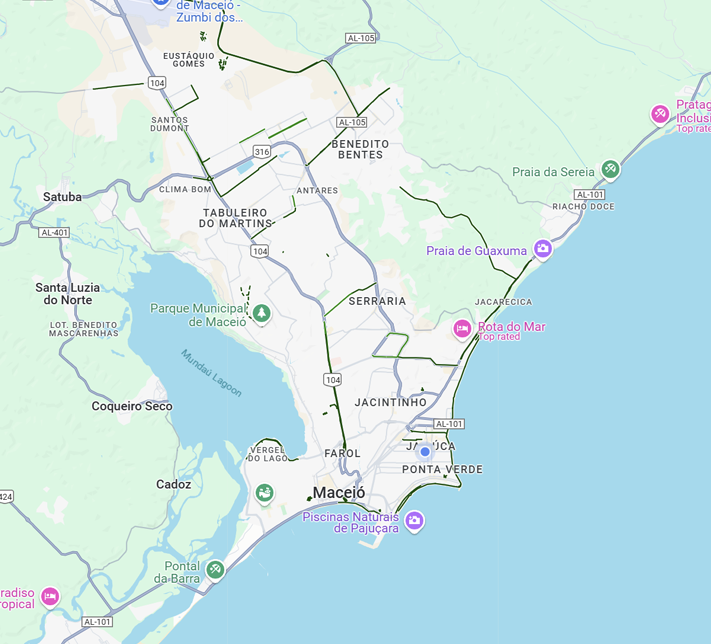 de Maceió -
Zumbi dos...
AL-105
EUSTÁQUIO
GOMES
104
Pratag
Inclusi
Top rate
SANTOS
DUMONT
AL-105
BENEDITO
BENTES
316
Praia da Sereia
CLIMA BOM
ANTARES
AL-101
RIACHO DOCE
Satuba
TABULEIRO
DO MARTINS
AL-401
104
Praia de Guaxuma
Santa Luzia
do Norte
SERRARIA
JACARECICA
Parque Municipal
de Maceió
LOT. BENEDITO
MASCARENHAS
Rota do Mar
Top rated
Mundaú Lagoon
104
Coqueiro Seco
JACINTINHO
AL-101
VERGEL
DO LAGO
FAROL
JA ÚCA
PONTA VERDE
Cadoz
424
Maceió
Piscinas Naturais
de Pajuçara
Pontal
da Barra
radiso
ropical
AL-101